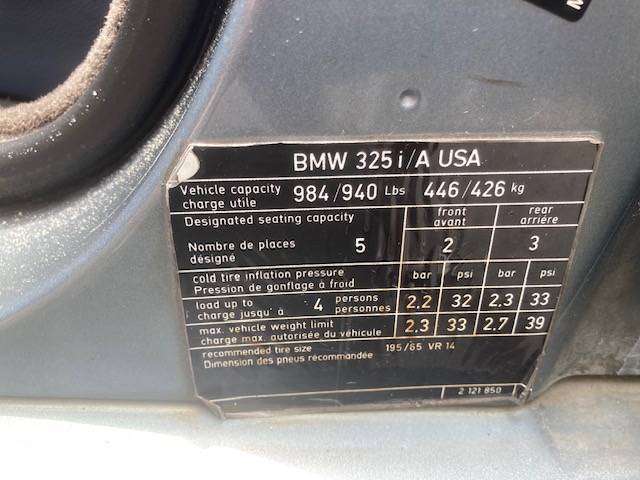 BMW 325i/A USA
Vehicle capacity
charge utile 984/940 Lbs 446/426 kg
Designated seating capacity front rear
avant arrière
Nombre de places 5 2 3
désigné
cold tire inflation pressure bar psi bar psi
Pression de gonflage à froid
load up to 4 persons 2.2 32 2.3 33
charge jusqu'à personnes
max. vehicle weight limit 2.3 33 2.7 39
charge max. autorisée du véhicule
recommended tire size 195/65 VR 14
Dimension des pneus recommandée
2 121 850